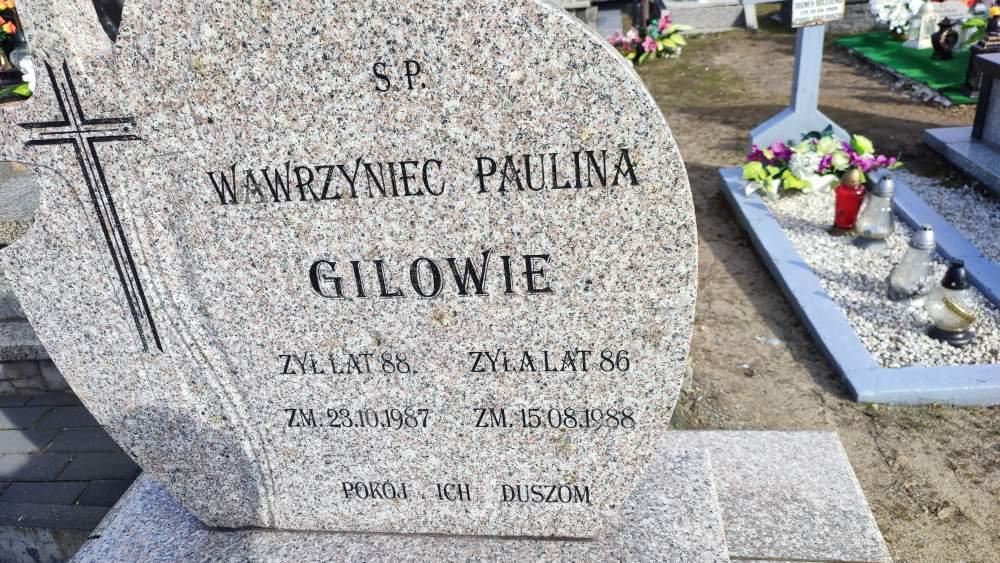 Ś.P.
WAWRZYNIEC PAULINA
GILOWIE
ŻYŁ LAT 88. ŻYŁA LAT 86
ZM. 23.10.1987 ZM. 15.08.1988
POKÓJ ICH DUSZOM